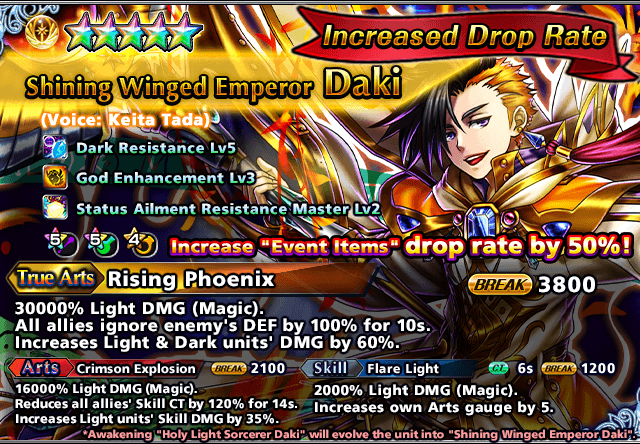 Increased Drop Rate
Shining Winged Emperor Daki
(Voice: Keita Tada)
Dark Resistance Lv5
God Enhancement Lv3
Status Ailment Resistance Master Lv2
5 5 4 Increase "Event Items" drop rate by 50%!
True Arts Rising Phoenix BREAK 3800
30000% Light DMG (Magic).
All allies ignore enemy's DEF by 100% for 10s.
Increases Light & Dark units' DMG by 60%.
Arts Crimson Explosion BREAK 2100
16000% Light DMG (Magic).
Reduces all allies' Skill CT by 120% for 14s.
Increases Light units' Skill DMG by 35%.
Skill Flare Light CT 6s BREAK 1200
2000% Light DMG (Magic).
Increases own Arts gauge by 5.
*Awakening "Holy Light Sorcerer Daki" will evolve the unit into "Shining Winged Emperor Daki"